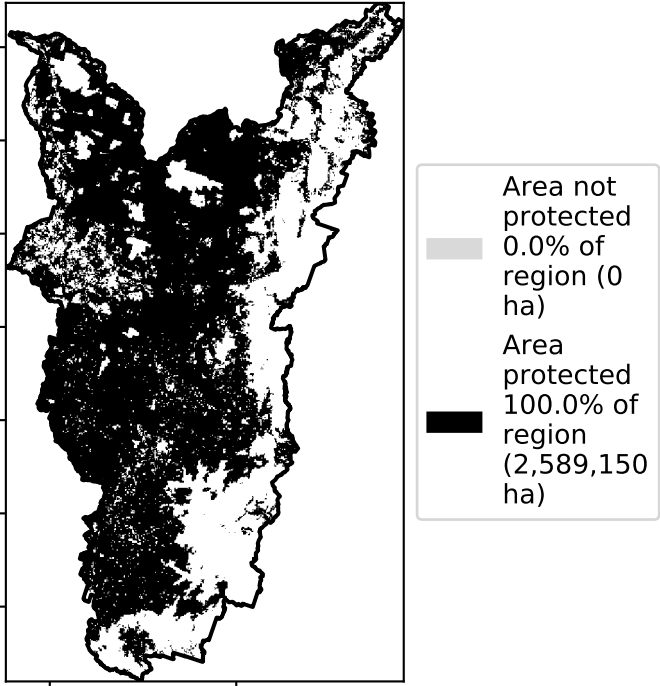 Area not
protected
0.0% of
region (0
ha)
Area
protected
100.0% of
region
(2,589,150
ha)